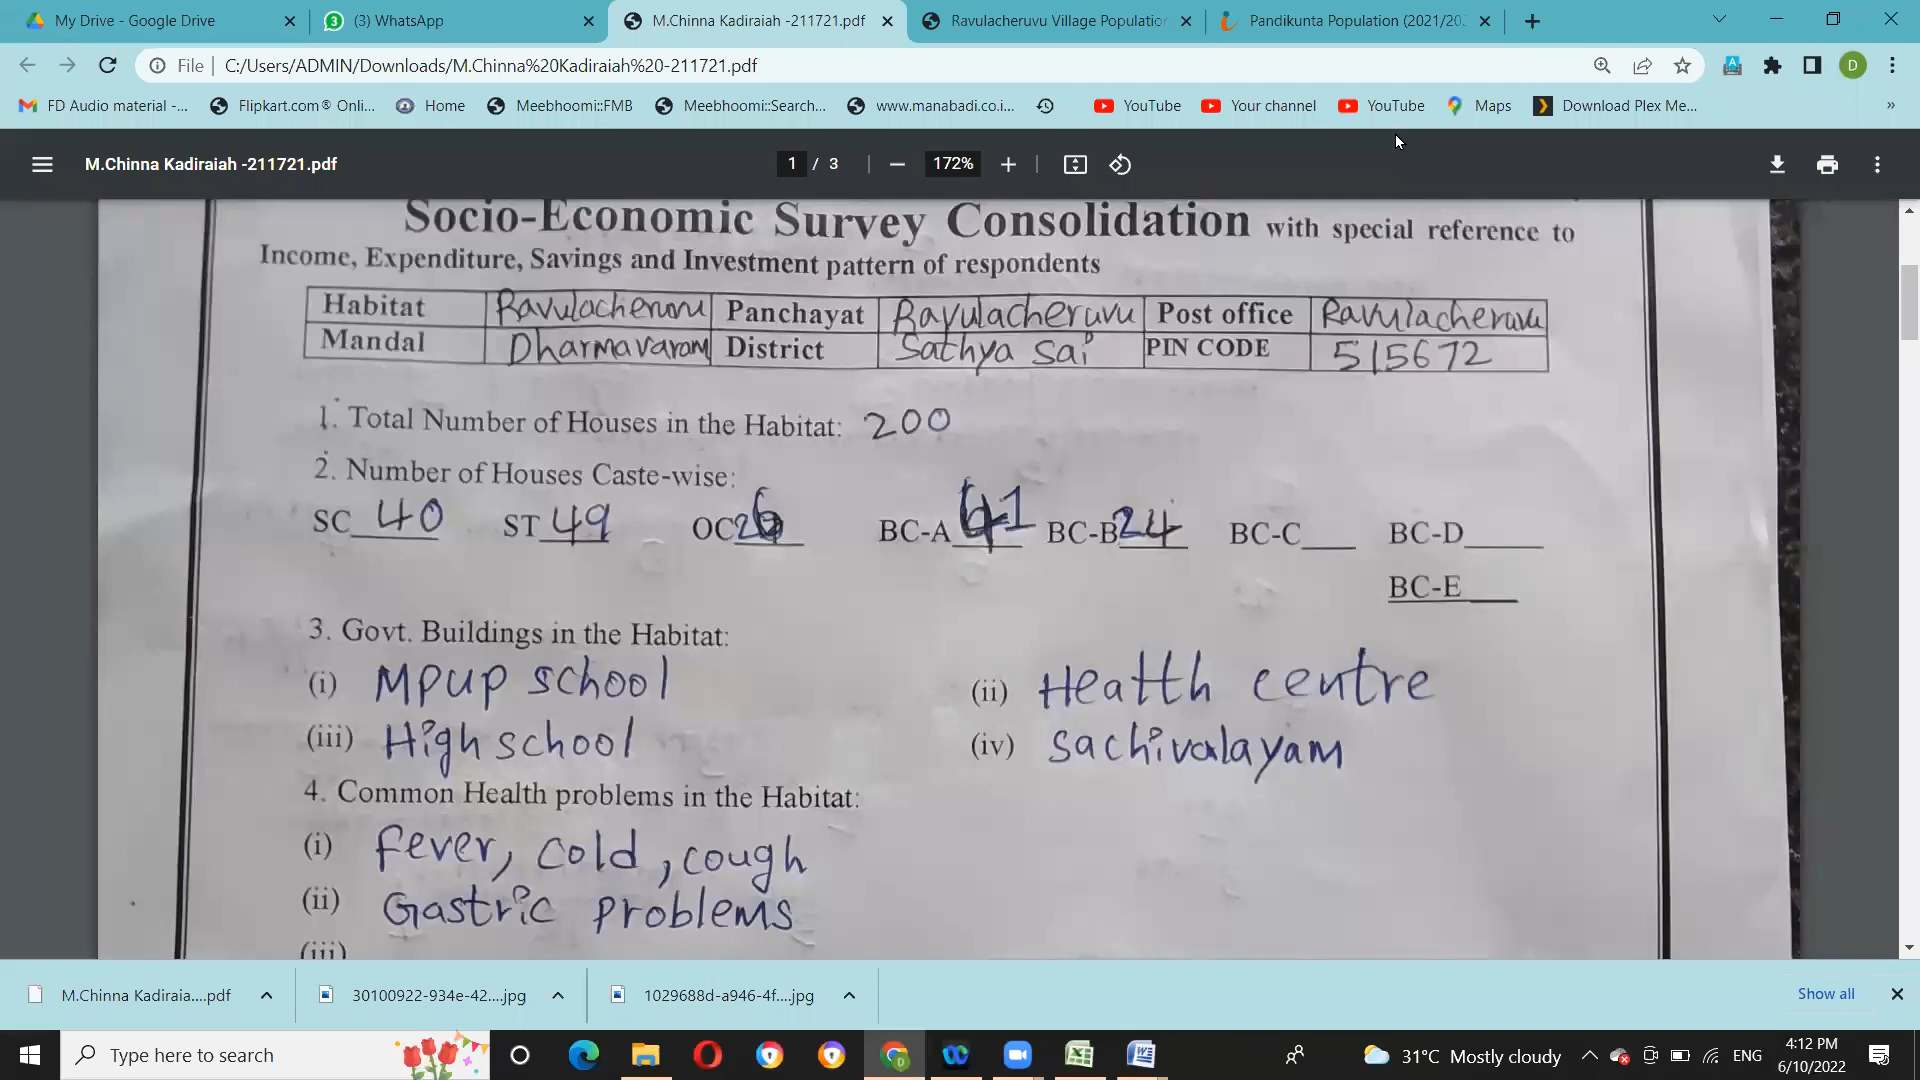 My Drive - Google Drive
(3) WhatsApp
M.Chinna Kadiraiah -211721.pdf
Ravulacheruvu Village Population
Pandikunta Population (2021/20
File C:/Users/ADMIN/Downloads/M.Chinna%20Kadiraiah%20-211721.pdf
D
FD Audio material -...
Flipkart.com® Onli...
Home
Meebhoomi::FMB
Meebhoomi::Search...
www.manabadi.co.i...
YouTube
Your channel
YouTube
Maps
Download Plex Me...
»
M.Chinna Kadiraiah -211721.pdf
1 / 3
172%
Socio-Economic Survey Consolidation with special reference to
Income, Expenditure, Savings and Investment pattern of respondents
Habitat Ravulacheruvu Panchayat Ravulacheruvu Post office Ravulacheruvu
Mandal Dharmavaram District Sathya Sai PIN CODE 515672
1. Total Number of Houses in the Habitat: 200
2. Number of Houses Caste-wise:
SC 40 ST 49 OC 26 BC-A 61 BC-B 24 BC-C___ BC-D____
BC-E___
3. Govt. Buildings in the Habitat:
(i) MPUP school (ii) Health centre
(iii) High school (iv) Sachivalayam
4. Common Health problems in the Habitat:
(i) Fever, cold, cough
(ii) Gastric problems
(iii)
M.Chinna Kadiraia....pdf
30100922-934e-42....jpg
1029688d-a946-4f....jpg
Show all
Type here to search
31°C Mostly cloudy
ENG
4:12 PM
6/10/2022